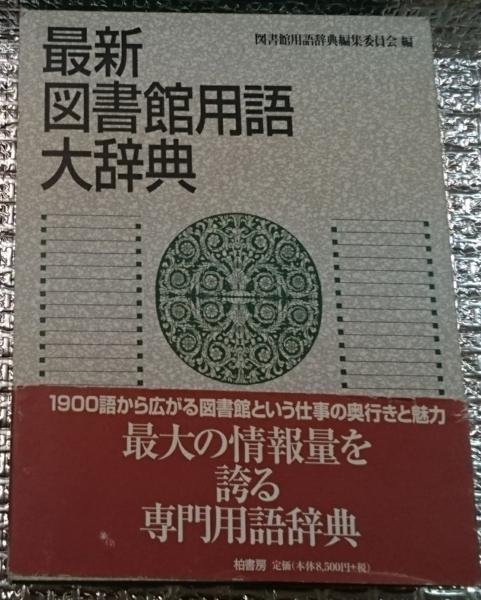 図書館用語辞典編集委員会 編
最新
図書館用語
大辞典
1900語から広がる図書館という仕事の奥行きと魅力
最大の情報量を
誇る
専門用語辞典
柏書房 定価(本体8,500円+税)